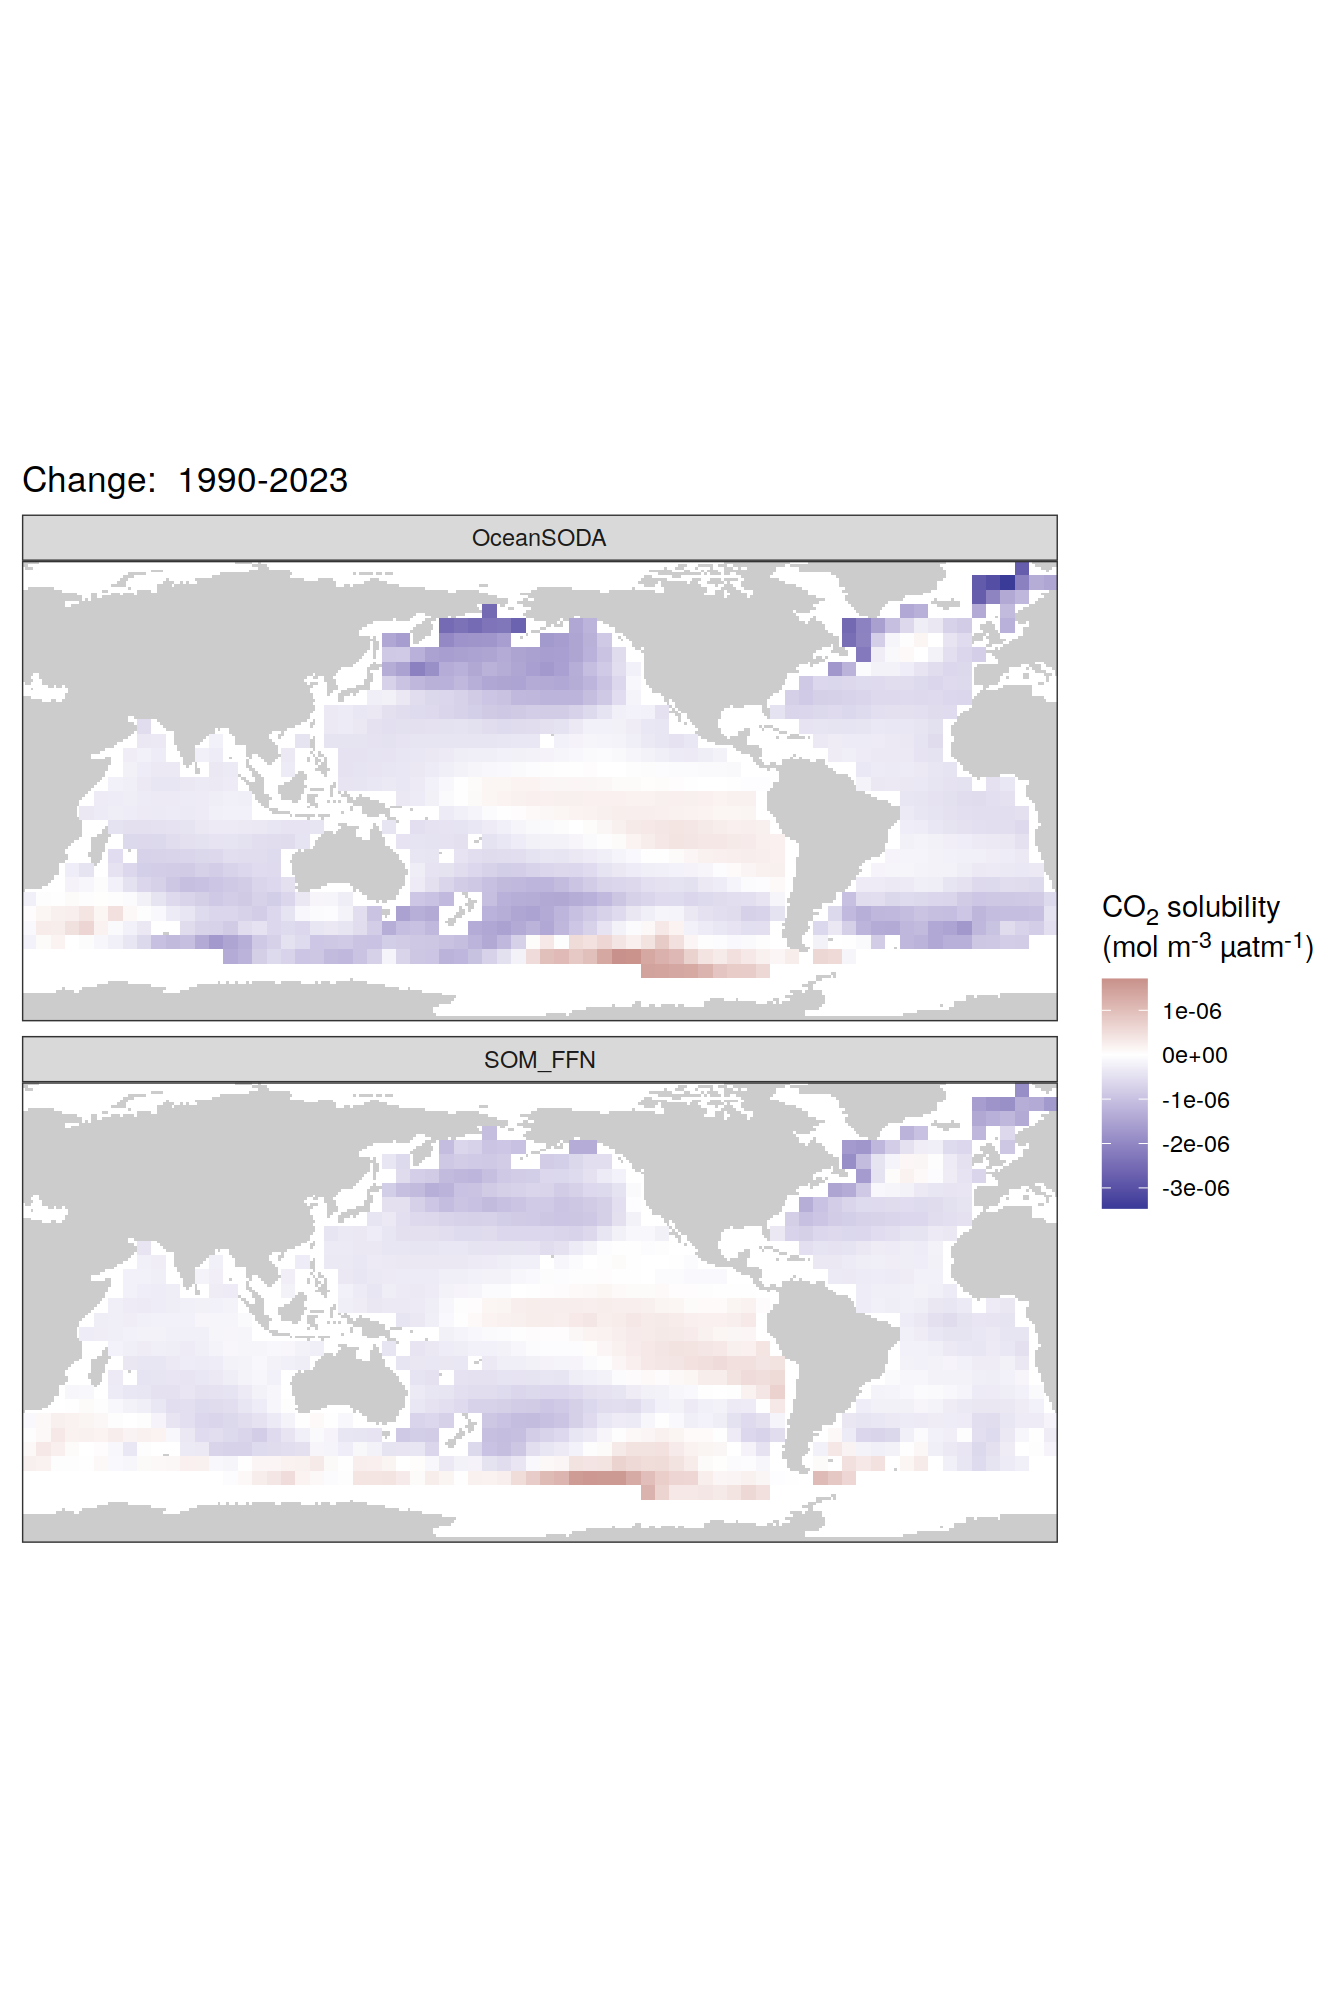 Change:  1990-2023
OceanSODA
SOM_FFN
CO₂ solubility
(mol m⁻³ µatm⁻¹)
1e-06
0e+00
-1e-06
-2e-06
-3e-06